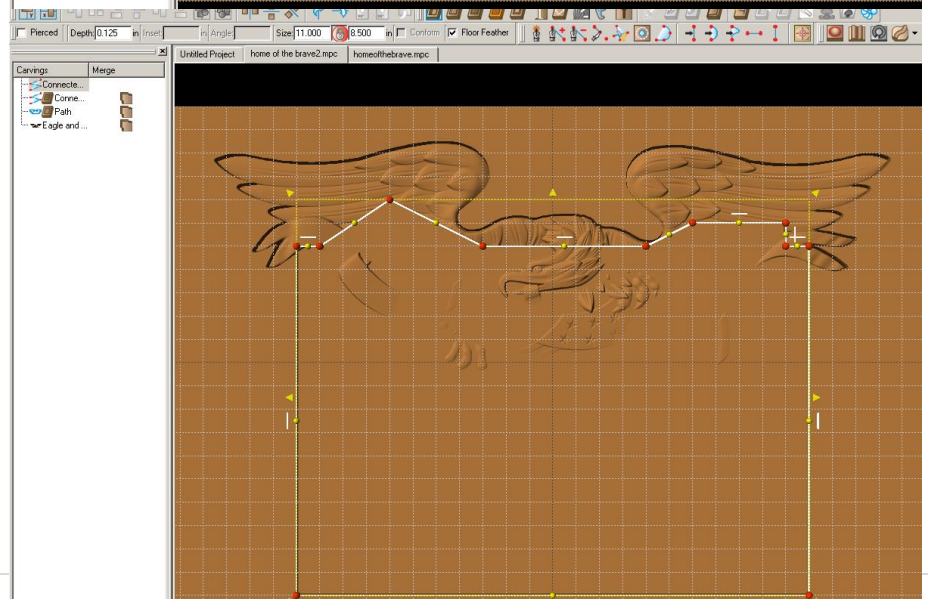 Pierced Depth: 0.125 in Inset: in Angle: Size: 11.000 8.500 in Conform Floor Feather
Untitled Project home of the brave2.mpc homeofthebrave.mpc
Carvings Merge
Connecte...
Conne...
Path
Eagle and ...